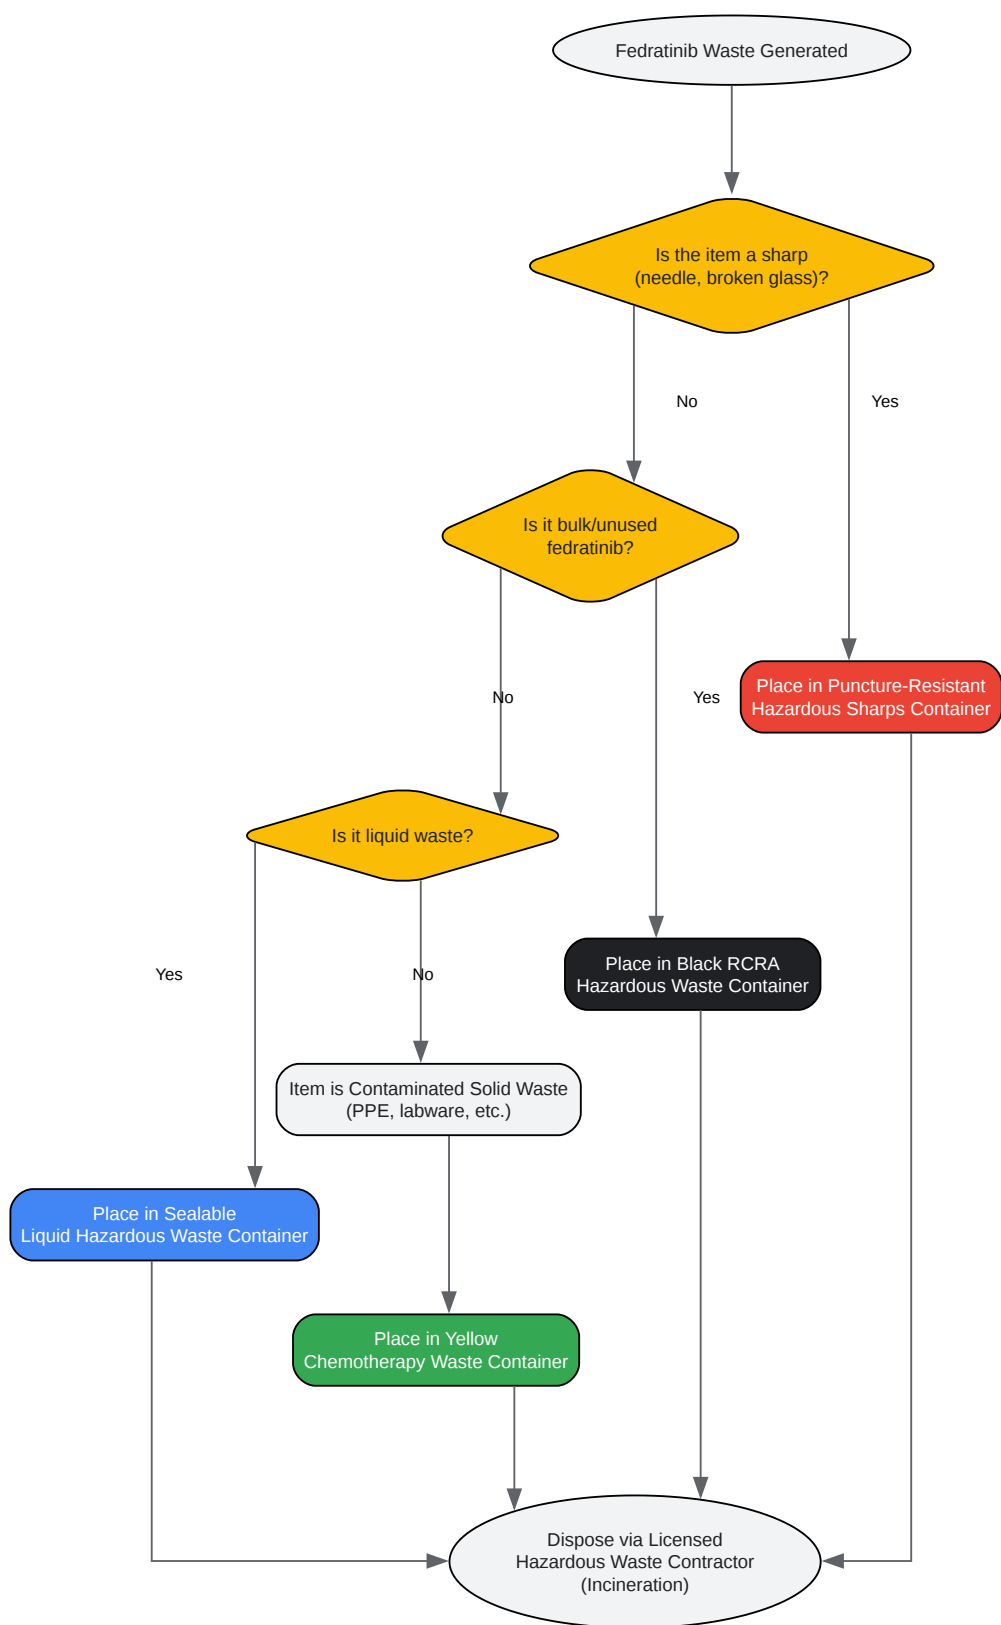 Fedratinib Waste Generated
Is the item a sharp
(needle, broken glass)?
No
Yes
Is it bulk/unused
fedratinib?
No
Yes
Place in Puncture-Resistant
Hazardous Sharps Container
Is it liquid waste?
Yes
No
Place in Black RCRA
Hazardous Waste Container
Item is Contaminated Solid Waste
(PPE, labware, etc.)
Place in Sealable
Liquid Hazardous Waste Container
Place in Yellow
Chemotherapy Waste Container
Dispose via Licensed
Hazardous Waste Contractor
(Incineration)